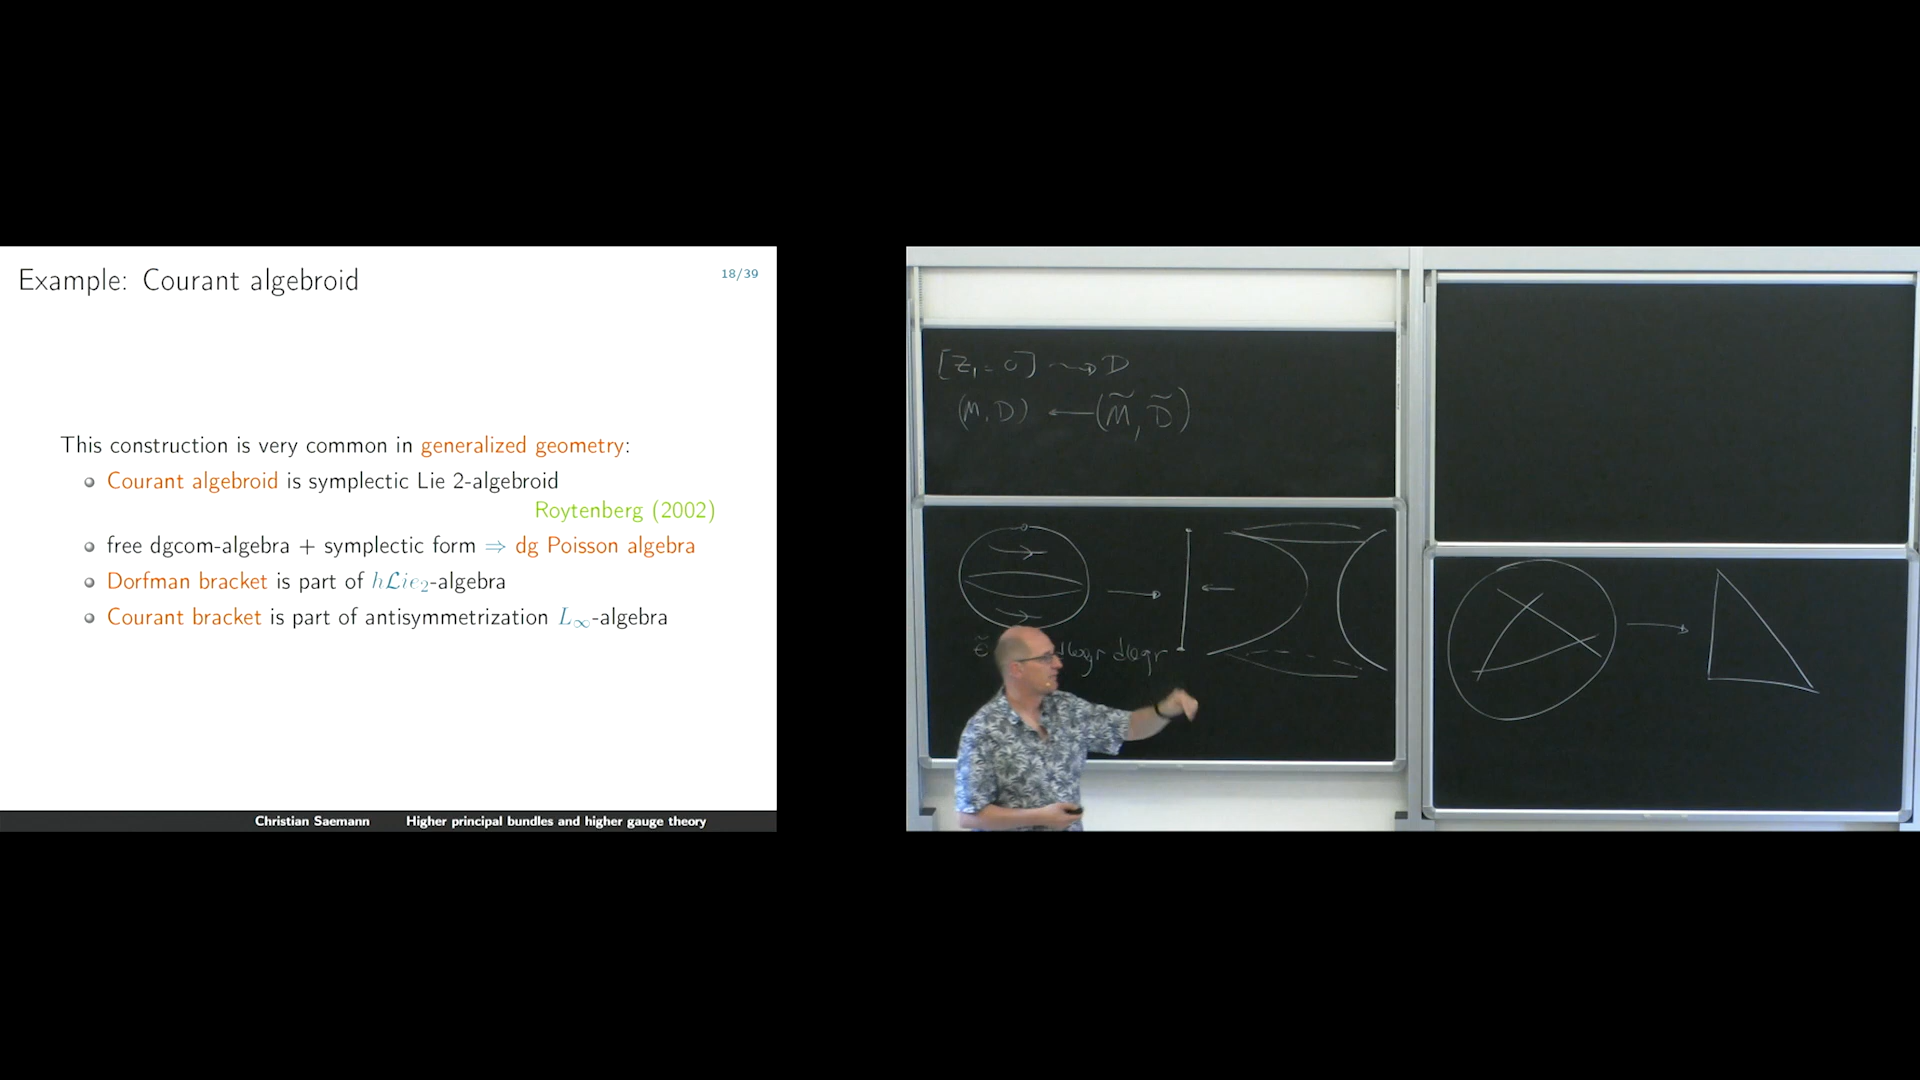 Example: Courant algebroid
18/39
This construction is very common in generalized geometry:
Courant algebroid is symplectic Lie 2-algebroid
Roytenberg (2002)
free dgcom-algebra + symplectic form ⇒ dg Poisson algebra
Dorfman bracket is part of hLie₂-algebra
Courant bracket is part of antisymmetrization L∞-algebra
Christian Saemann Higher principal bundles and higher gauge theory
[Z₁ = 0] ⇝ D
(M, D) ← (M̃, D̃)